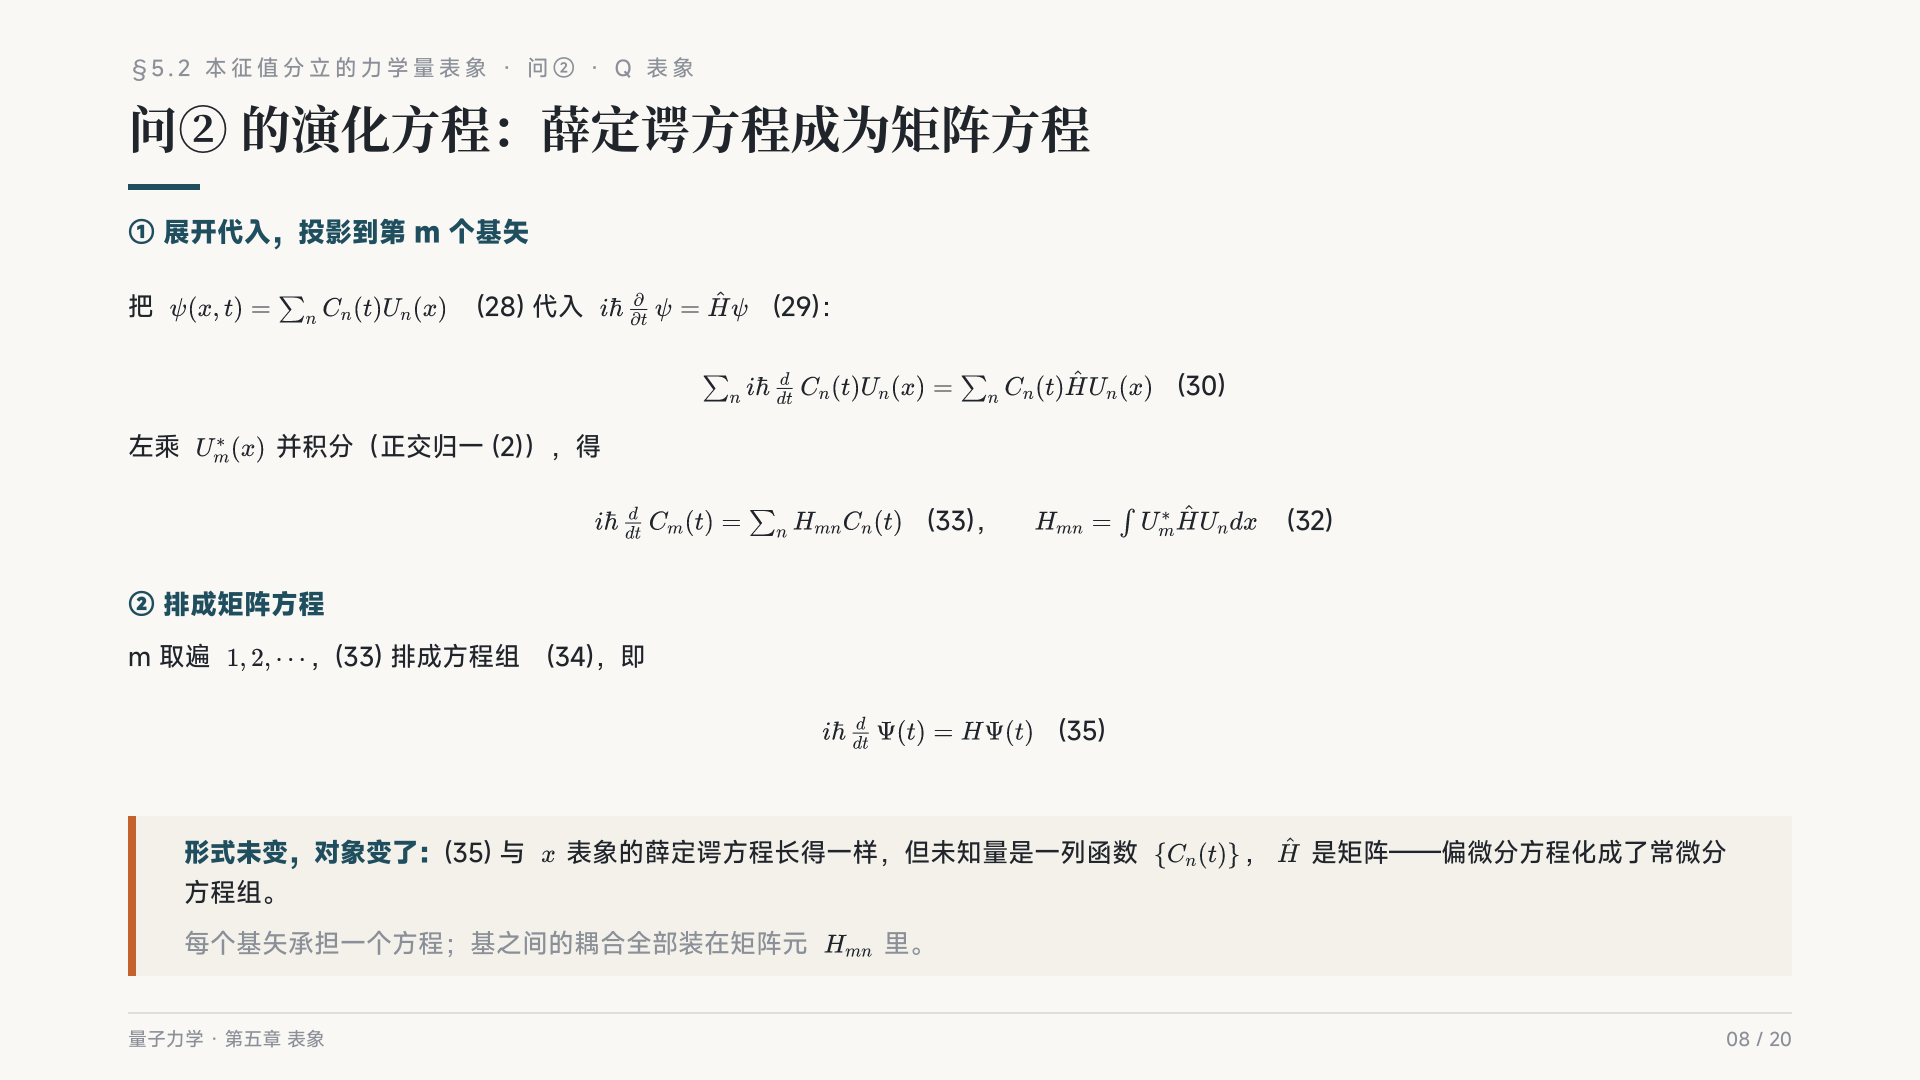 §5.2 本征值分立的力学量表象 · 问② · Q 表象
问② 的演化方程：薛定谔方程成为矩阵方程
① 展开代入，投影到第 m 个基矢
把 ψ(x, t) = ∑ₙ Cₙ(t)Uₙ(x) (28) 代入 iℏ ∂/∂t ψ = Ĥψ (29)：
∑ₙ iℏ d/dt Cₙ(t)Uₙ(x) = ∑ₙ Cₙ(t)ĤUₙ(x) (30)
左乘 U*ₘ(x) 并积分（正交归一 (2)），得
iℏ d/dt Cₘ(t) = ∑ₙ HₘₙCₙ(t) (33)， Hₘₙ = ∫ U*ₘĤUₙdx (32)
② 排成矩阵方程
m 取遍 1, 2, ⋯，(33) 排成方程组 (34)，即
iℏ d/dt Ψ(t) = HΨ(t) (35)
形式未变，对象变了：(35) 与 x 表象的薛定谔方程长得一样，但未知量是一列函数 {Cₙ(t)}， Ĥ 是矩阵——偏微分方程化成了常微分
方程组。
每个基矢承担一个方程；基之间的耦合全部装在矩阵元 Hₘₙ 里。
量子力学 · 第五章 表象
08 / 20